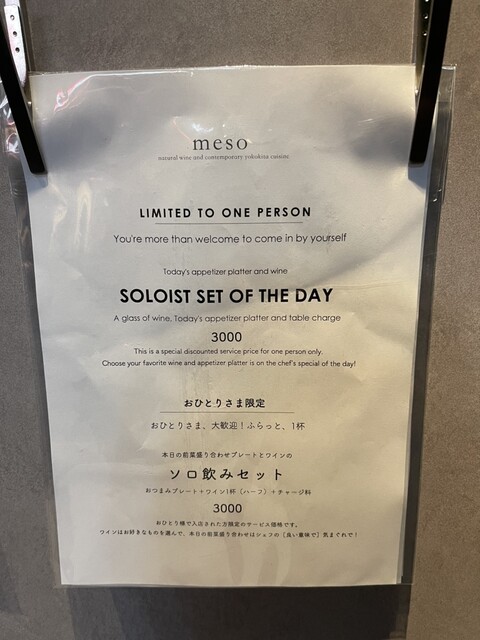 meso
natural wine and contemporary yokukita cuisine
LIMITED TO ONE PERSON
You're more than welcome to come in by yourself
Today's appetizer platter and wine
SOLOIST SET OF THE DAY
A glass of wine, Today's appetizer platter and table charge
3000
This is a special discounted service price for one person only.
Choose your favorite wine and appetizer platter is on the chef's special of the day!
おひとりさま限定
おひとりさま、大歓迎！ふらっと、1杯
本日の前菜盛り合わせプレートとワインの
ソロ飲みセット
おつまみプレート＋ワイン1杯（ハーフ）＋チャージ料
3000
おひとり様で入店された方限定のサービス価格です。
ワインはお好きなものを選んで、本日の前菜盛り合わせはシェフの［良い意味で］気まぐれで！